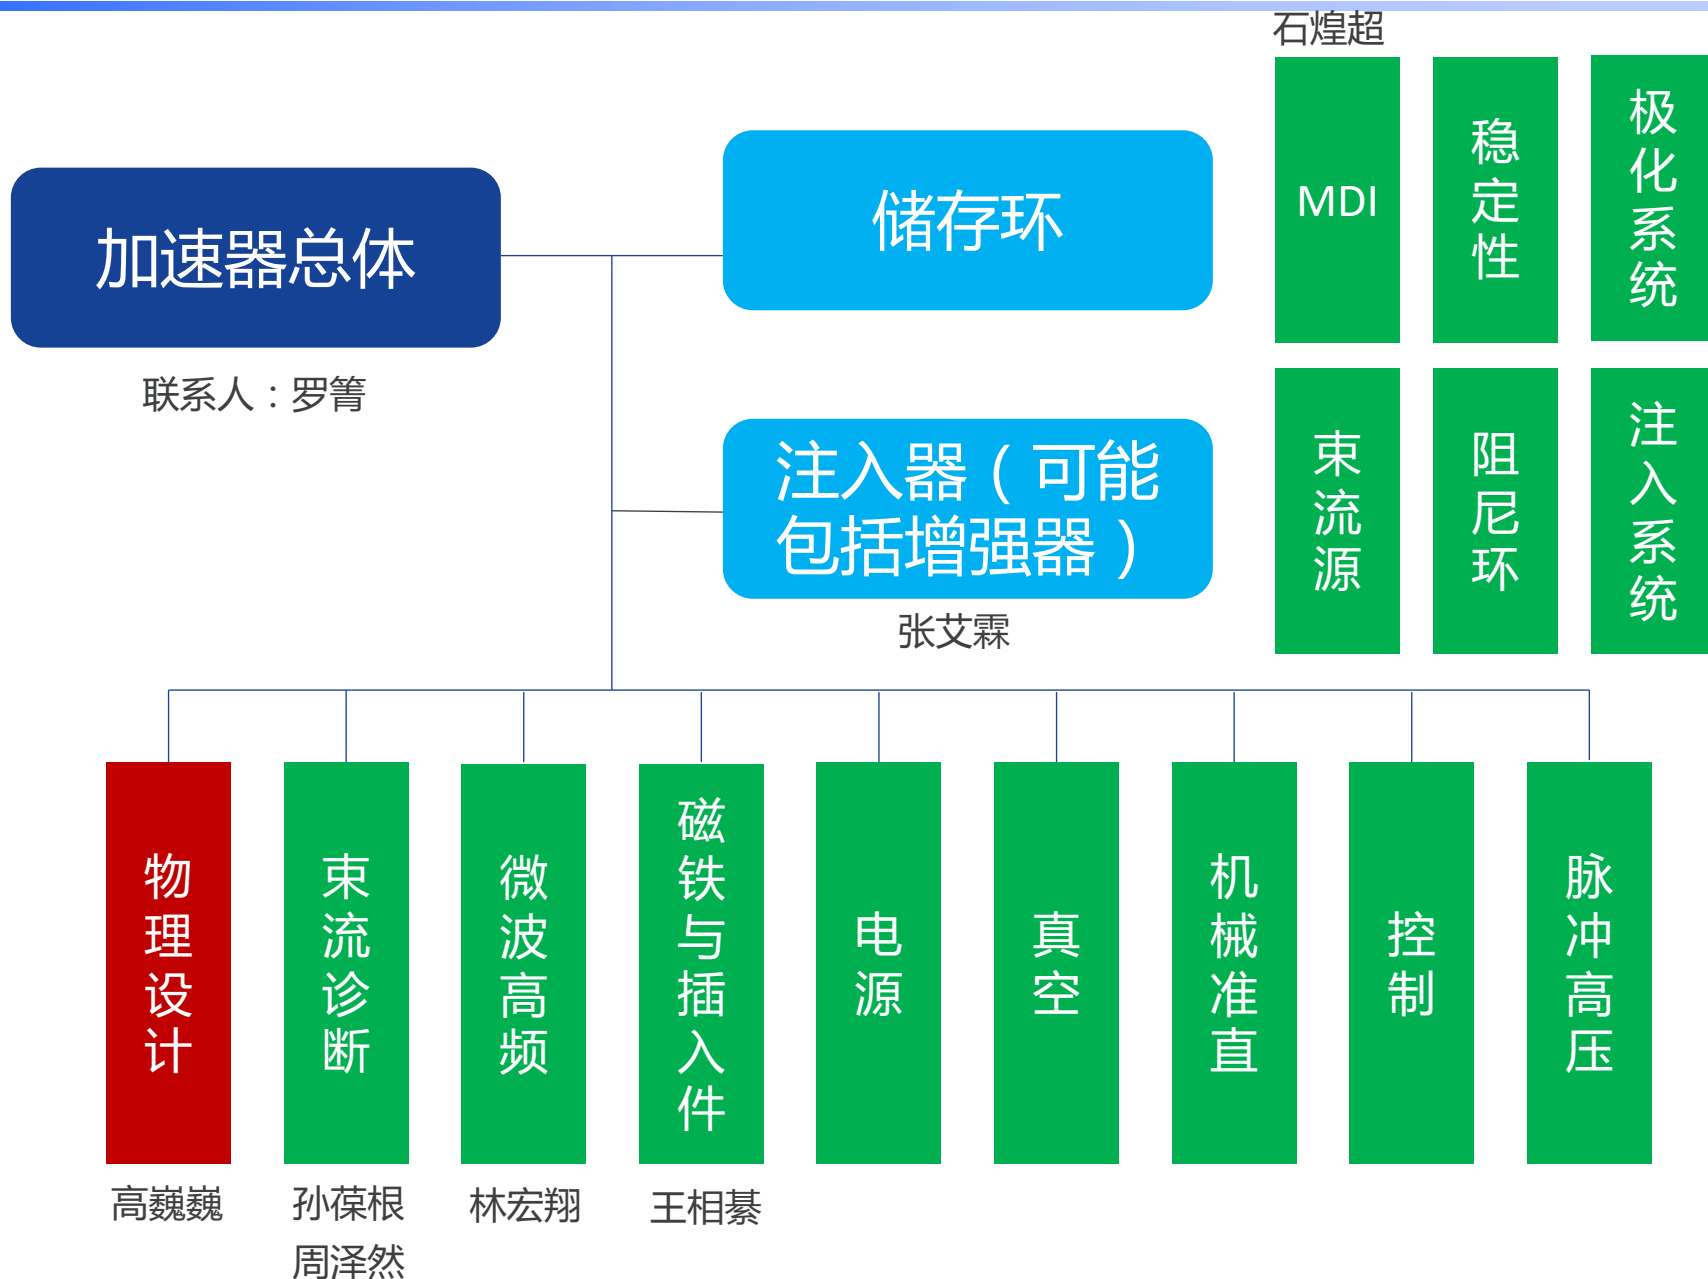 石煌超
MDI
稳定性
极化系统
加速器总体
储存环
联系人：罗箐
注入器（可能
包括增强器）
张艾霖
束流源
阻尼环
注入系统
物理设计
束流诊断
微波高频
磁铁与插入件
电源
真空
机械准直
控制
脉冲高压
高巍巍
孙葆根
周泽然
林宏翔
王相綦